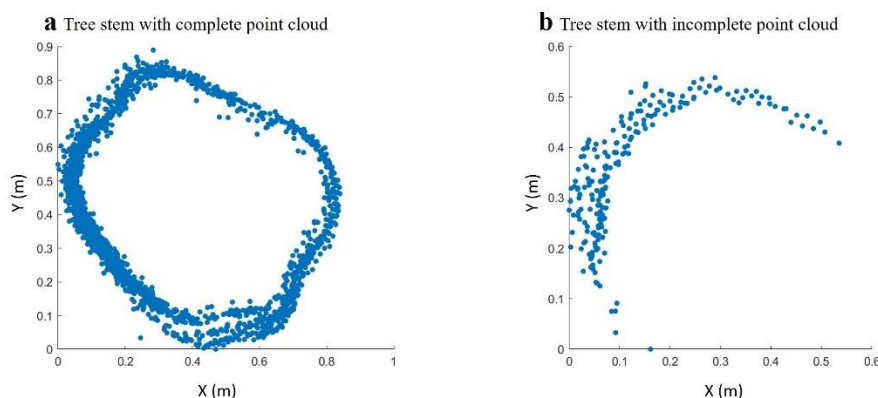 a Tree stem with complete point cloud
0.9
0.8
0.7
0.6
0.5
0.4
0.3
0.2
0.1
0
Y (m)
0 0.2 0.4 0.6 0.8 1
X (m)
b Tree stem with incomplete point cloud
0.6
0.5
0.4
0.3
0.2
0.1
0
Y (m)
0 0.1 0.2 0.3 0.4 0.5 0.6
X (m)